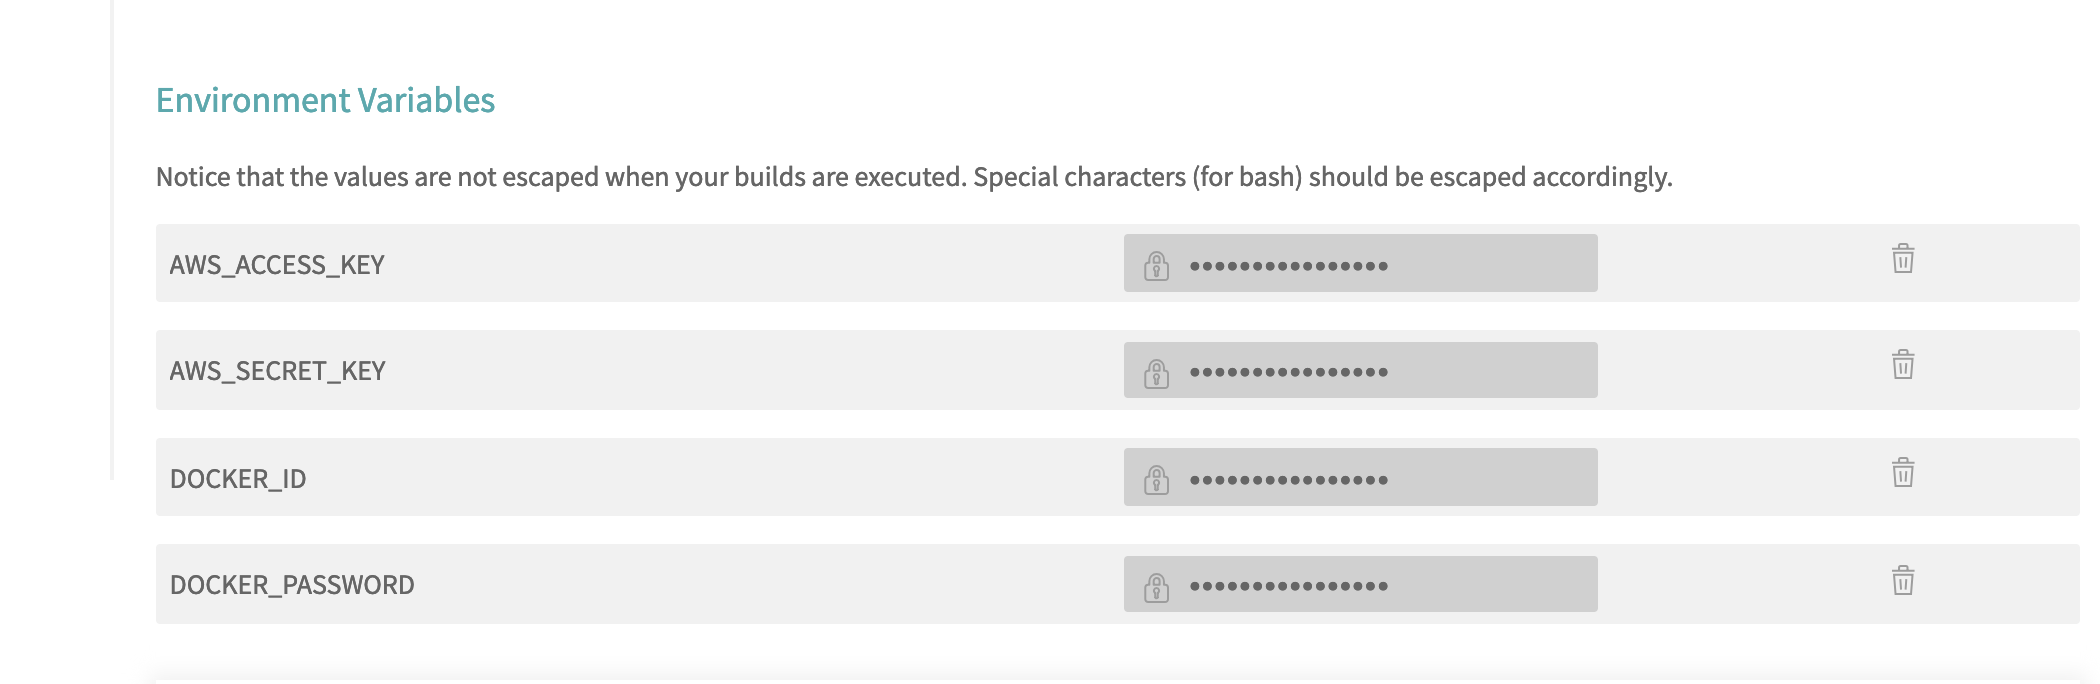 Environment Variables
Notice that the values are not escaped when your builds are executed. Special characters (for bash) should be escaped accordingly.
AWS_ACCESS_KEY ••••••••••••••••
AWS_SECRET_KEY ••••••••••••••••
DOCKER_ID ••••••••••••••••
DOCKER_PASSWORD ••••••••••••••••